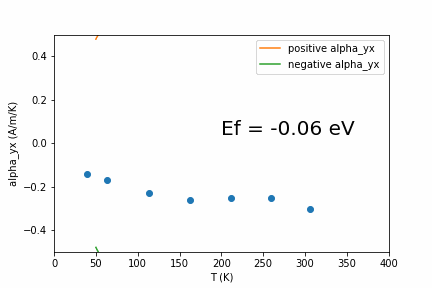 positive alpha_yx
negative alpha_yx
Ef = -0.06 eV
alpha_yx (A/m/K)
0.4
0.2
0.0
−0.2
−0.4
0 50 100 150 200 250 300 350 400
T (K)